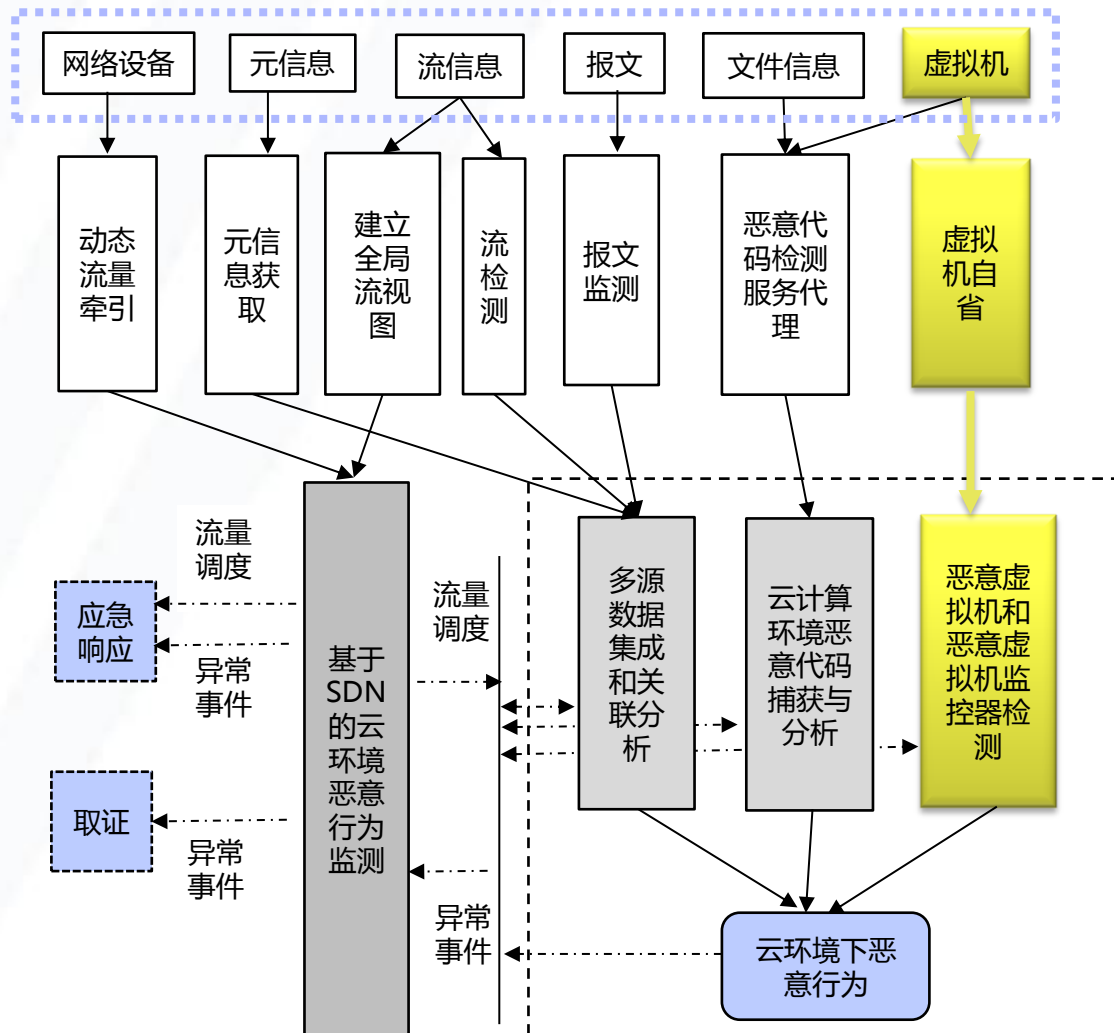 网络设备
元信息
流信息
报文
文件信息
虚拟机
动态
流量
牵引
元信
息获
取
建立
全局
流视
图
流
检
测
报文
监测
恶意代
码检测
服务代
理
虚拟
机自
省
流量
调度
应急
响应
异常
事件
取证
异常
事件
基于
SDN
的云
环境
恶意
行为
监测
流量
调度
异常
事件
多源
数据
集成
和关
联分
析
云计算
环境恶
意代码
捕获与
分析
恶意虚
拟机和
恶意虚
拟机监
控器检
测
云环境下恶
意行为